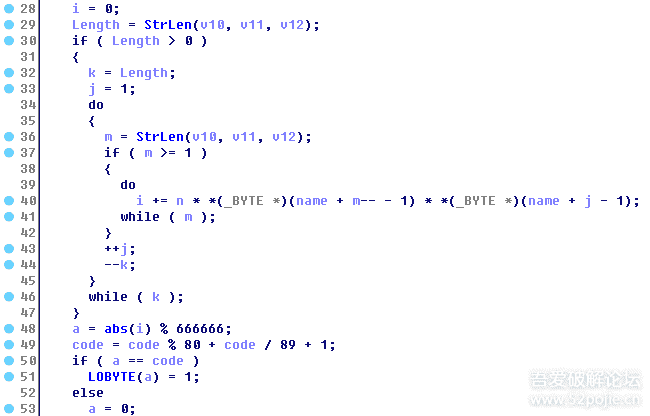 28 i = 0;
29 Length = StrLen(v10, v11, v12);
30 if ( Length > 0 )
31 {
32 k = Length;
33 j = 1;
34 do
35 {
36 m = StrLen(v10, v11, v12);
37 if ( m >= 1 )
38 {
39 do
40 i += n * *(_BYTE *)(name + m-- - 1) * *(_BYTE *)(name + j - 1);
41 while ( m );
42 }
43 ++j;
44 --k;
45 }
46 while ( k );
47 }
48 a = abs(i) % 666666;
49 code = code % 80 + code / 89 + 1;
50 if ( a == code )
51 LOBYTE(a) = 1;
52 else
53 a = 0;
吾爱破解论坛
www.52pojie.cn